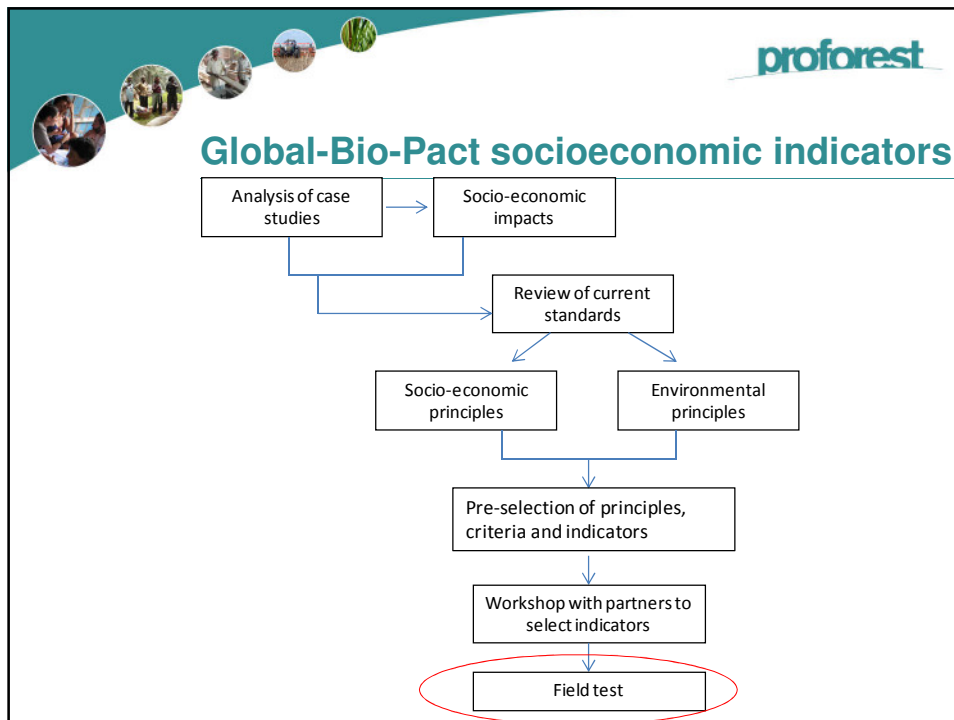 proforest
Global-Bio-Pact socioeconomic indicators
Analysis of case
studies
Socio-economic
impacts
Review of current
standards
Socio-economic
principles
Environmental
principles
Pre-selection of principles,
criteria and indicators
Workshop with partners to
select indicators
Field test